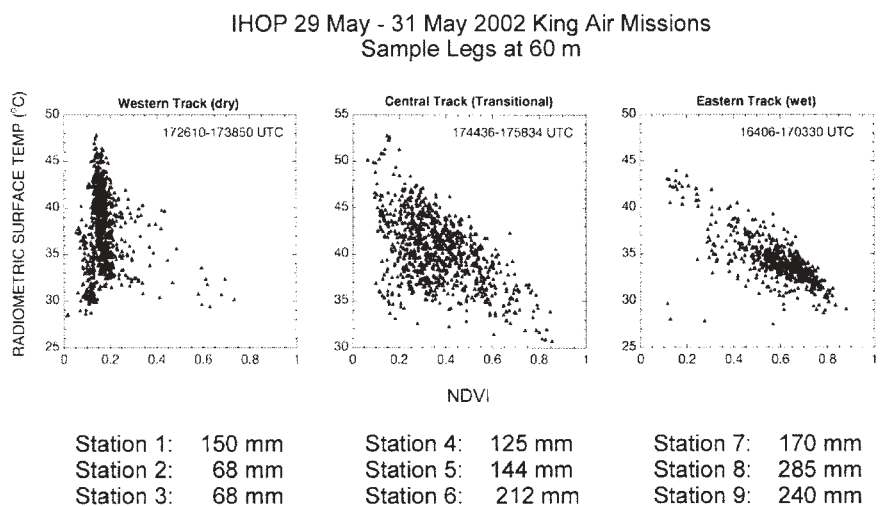 IHOP 29 May - 31 May 2002 King Air Missions
Sample Legs at 60 m
Western Track (dry)
Central Track (Transitional)
Eastern Track (wet)
RADIOMETRIC SURFACE TEMP (°C)
50
45
40
35
30
25
172610-173850 UTC
0
0.2
0.4
0.6
0.8
1
55
50
45
40
35
30
174436-175834 UTC
0
0.2
0.4
0.6
0.8
1
50
45
40
35
30
25
16406-170330 UTC
0
0.2
0.4
0.6
0.8
1
NDVI
Station 1: 150 mm
Station 2: 68 mm
Station 3: 68 mm
Station 4: 125 mm
Station 5: 144 mm
Station 6: 212 mm
Station 7: 170 mm
Station 8: 285 mm
Station 9: 240 mm